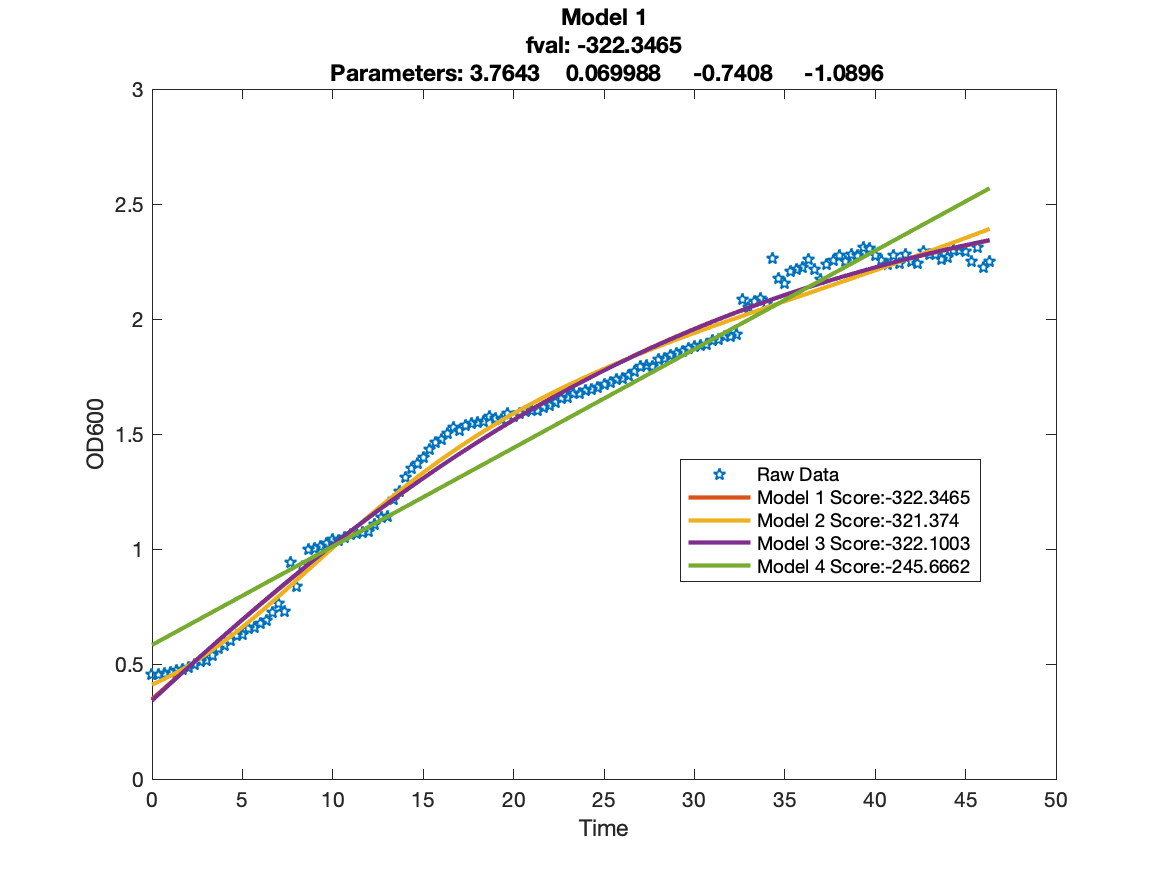 Model 1
fval: -322.3465
Parameters: 3.7643 0.069988 -0.7408 -1.0896
3
2.5
2
1.5
1
0.5
0
OD600
Raw Data
Model 1 Score:-322.3465
Model 2 Score:-321.374
Model 3 Score:-322.1003
Model 4 Score:-245.6662
0 5 10 15 20 25 30 35 40 45 50
Time